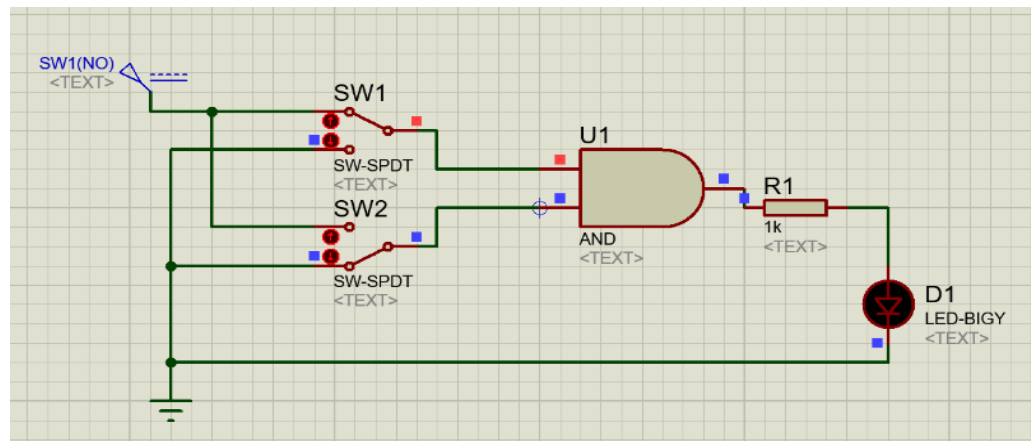 SW1(NO)
<TEXT>
SW1
SW-SPDT
<TEXT>
SW2
SW-SPDT
<TEXT>
U1
AND
<TEXT>
R1
1k
<TEXT>
D1
LED-BIGY
<TEXT>